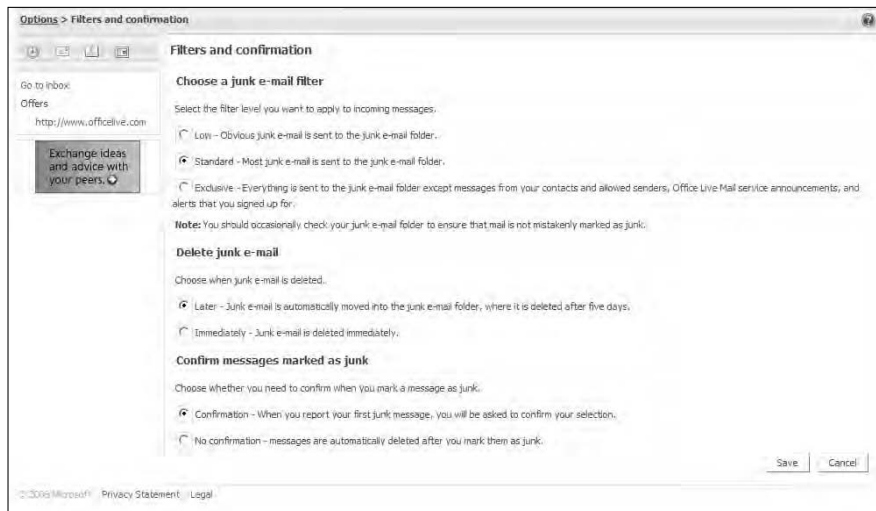 Options > Filters and confirmation
Go to inbox
Offers
http://www.officelive.com
Exchange ideas
and advice with
your peers.
Filters and confirmation
Choose a junk e-mail filter
Select the filter level you want to apply to incoming messages.
Low - Obvious junk e-mail is sent to the junk e-mail folder.
Standard - Most junk e-mail is sent to the junk e-mail folder.
Exclusive - Everything is sent to the junk e-mail folder except messages from your contacts and allowed senders, Office Live Mail service announcements, and
alerts that you signed up for.
Note: You should occasionally check your junk e-mail folder to ensure that mail is not mistakenly marked as junk.
Delete junk e-mail
Choose when junk e-mail is deleted.
Later - Junk e-mail is automatically moved into the junk e-mail folder, where it is deleted after five days.
Immediately - Junk e-mail is deleted immediately.
Confirm messages marked as junk
Choose whether you need to confirm when you mark a message as junk.
Confirmation - When you report your first junk message, you will be asked to confirm your selection.
No confirmation - messages are automatically deleted after you mark them as junk.
Save Cancel
© 2006 Microsoft Privacy Statement Legal